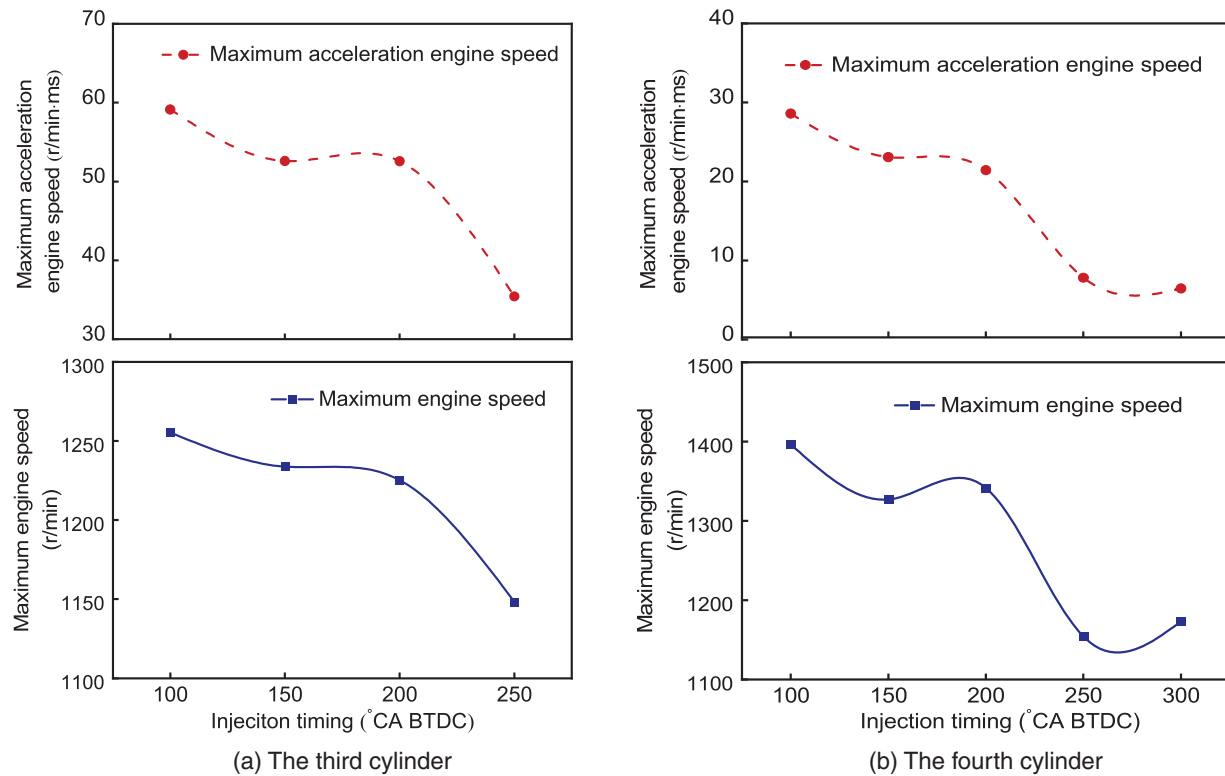 Maximum acceleration
engine speed (r/min·ms)
70
60
50
40
30
Maximum acceleration engine speed
Maximum engine speed
(r/min)
1300
1250
1200
1150
1100
Maximum engine speed
100 150 200 250
Injeciton timing (°CA BTDC)
(a) The third cylinder
Maximum acceleration
engine speed (r/min·ms)
40
30
20
10
0
Maximum acceleration engine speed
Maximum engine speed
(r/min)
1500
1400
1300
1200
1100
Maximum engine speed
100 150 200 250 300
Injection timing (°CA BTDC)
(b) The fourth cylinder